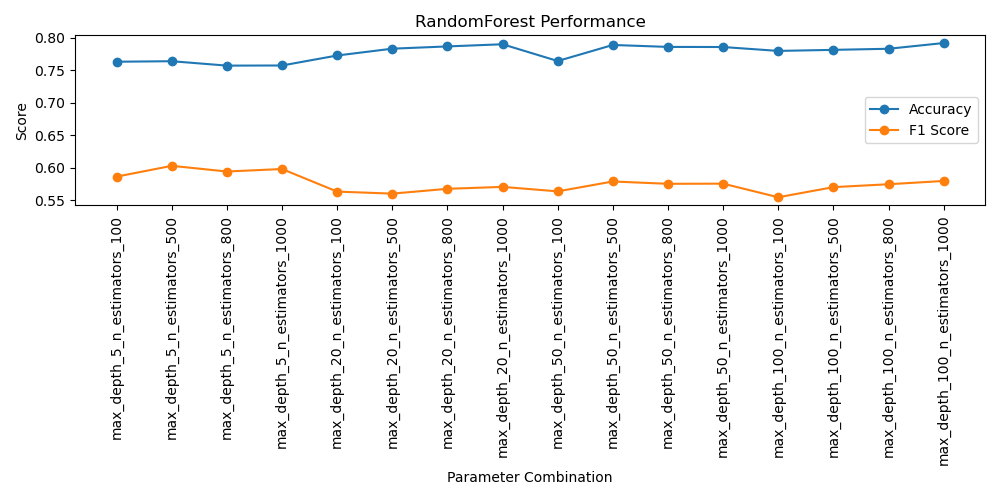 RandomForest Performance
Score
0.80
0.75
0.70
0.65
0.60
0.55
Accuracy
F1 Score
max_depth_5_n_estimators_100
max_depth_5_n_estimators_500
max_depth_5_n_estimators_800
max_depth_5_n_estimators_1000
max_depth_20_n_estimators_100
max_depth_20_n_estimators_500
max_depth_20_n_estimators_800
max_depth_20_n_estimators_1000
max_depth_50_n_estimators_100
max_depth_50_n_estimators_500
max_depth_50_n_estimators_800
max_depth_50_n_estimators_1000
max_depth_100_n_estimators_100
max_depth_100_n_estimators_500
max_depth_100_n_estimators_800
max_depth_100_n_estimators_1000
Parameter Combination